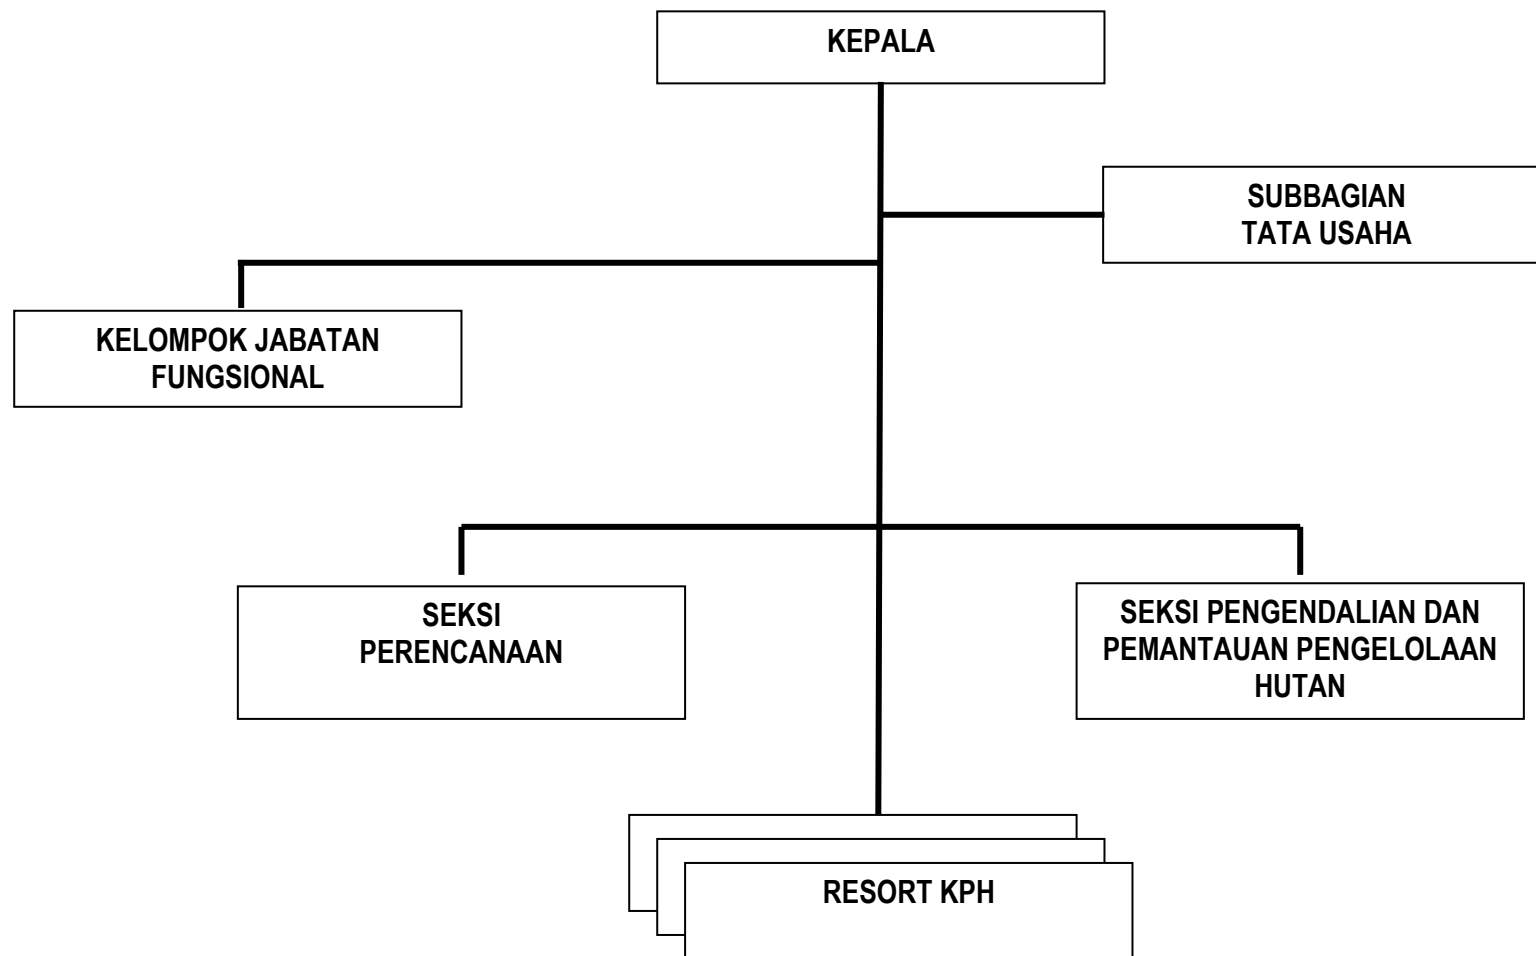 KEPALA
SUBBAGIAN
TATA USAHA
KELOMPOK JABATAN
FUNGSIONAL
SEKSI
PERENCANAAN
SEKSI PENGENDALIAN DAN
PEMANTAUAN PENGELOLAAN
HUTAN
RESORT KPH